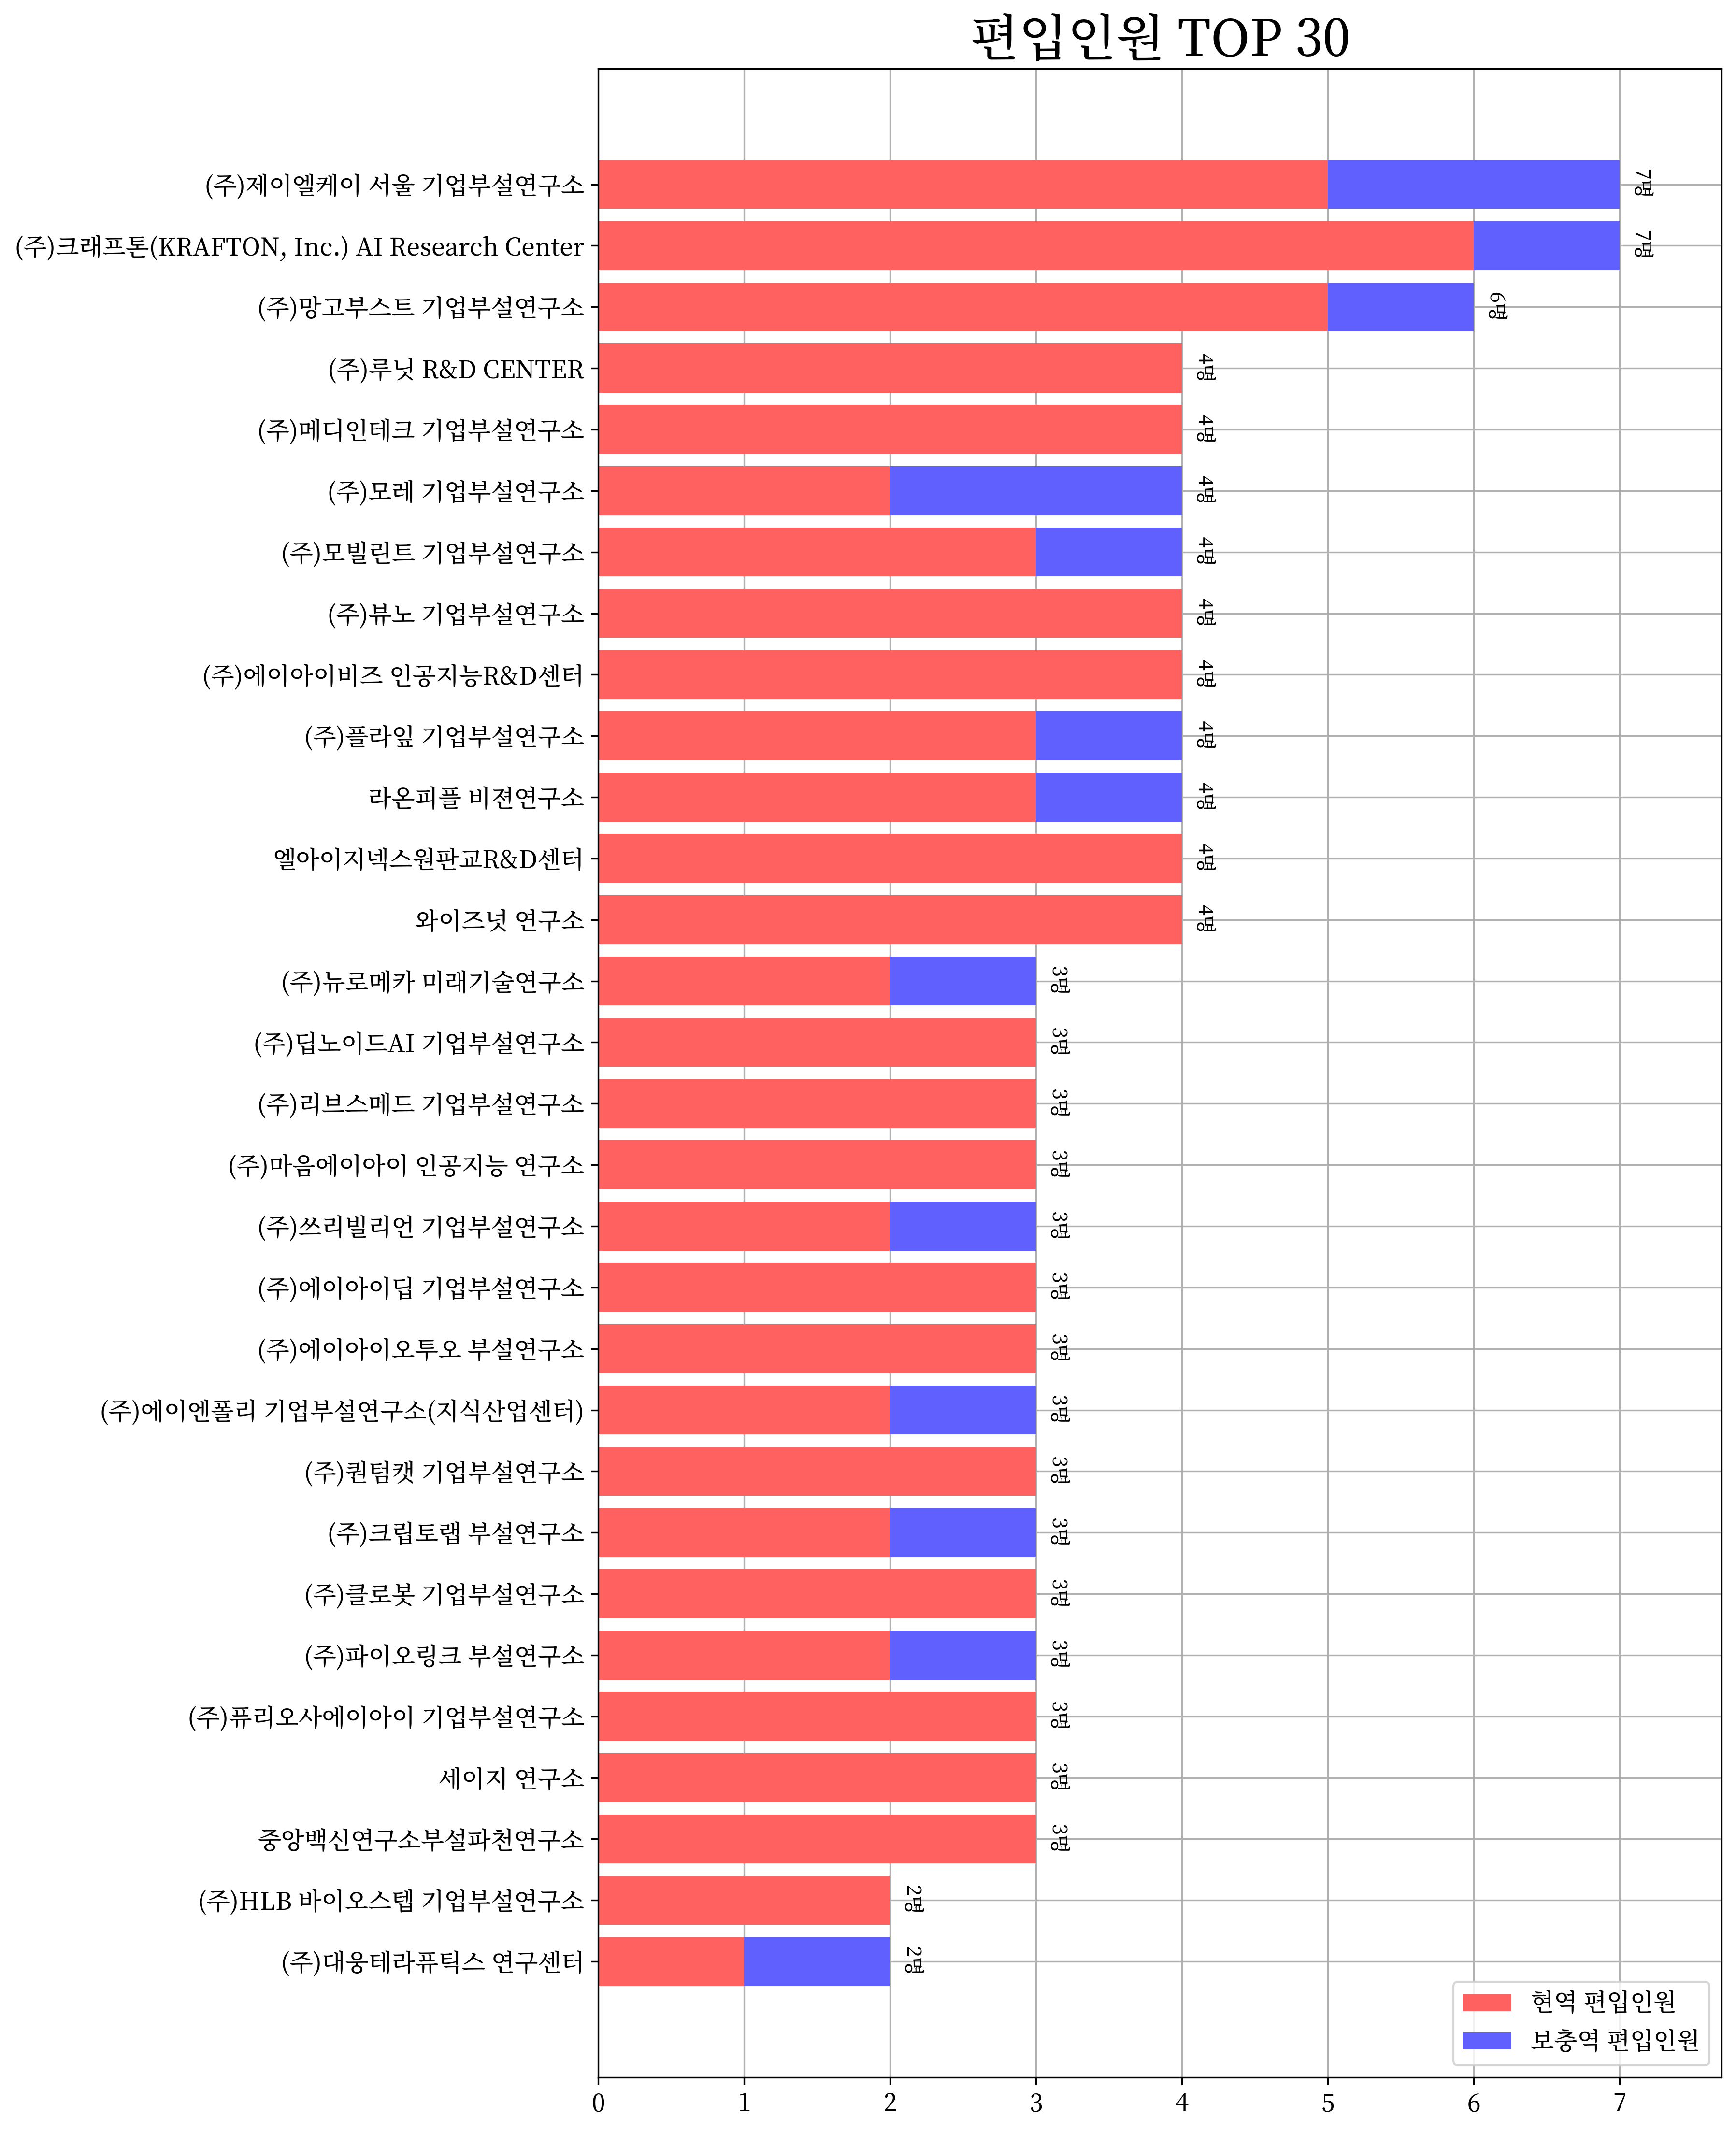 편입인원 TOP 30
(주)제이엘케이 서울 기업부설연구소 7명
(주)크래프톤(KRAFTON, Inc.) AI Research Center 7명
(주)망고부스트 기업부설연구소 6명
(주)루닛 R&D CENTER 4명
(주)메디인테크 기업부설연구소 4명
(주)모레 기업부설연구소 4명
(주)모빌린트 기업부설연구소 4명
(주)뷰노 기업부설연구소 4명
(주)에이아이비즈 인공지능R&D센터 4명
(주)플라잎 기업부설연구소 4명
라온피플 비젼연구소 4명
엘아이지넥스원판교R&D센터 4명
와이즈넛 연구소 4명
(주)뉴로메카 미래기술연구소 3명
(주)딥노이드AI 기업부설연구소 3명
(주)리브스메드 기업부설연구소 3명
(주)마음에이아이 인공지능 연구소 3명
(주)쓰리빌리언 기업부설연구소 3명
(주)에이아이딥 기업부설연구소 3명
(주)에이아이오투오 부설연구소 3명
(주)에이엔폴리 기업부설연구소(지식산업센터) 3명
(주)퀀텀캣 기업부설연구소 3명
(주)크립토랩 부설연구소 3명
(주)클로봇 기업부설연구소 3명
(주)파이오링크 부설연구소 3명
(주)퓨리오사에이아이 기업부설연구소 3명
세이지 연구소 3명
중앙백신연구소부설파천연구소 3명
(주)HLB 바이오스텝 기업부설연구소 2명
(주)대웅테라퓨틱스 연구센터 2명
현역 편입인원
보충역 편입인원
0 1 2 3 4 5 6 7